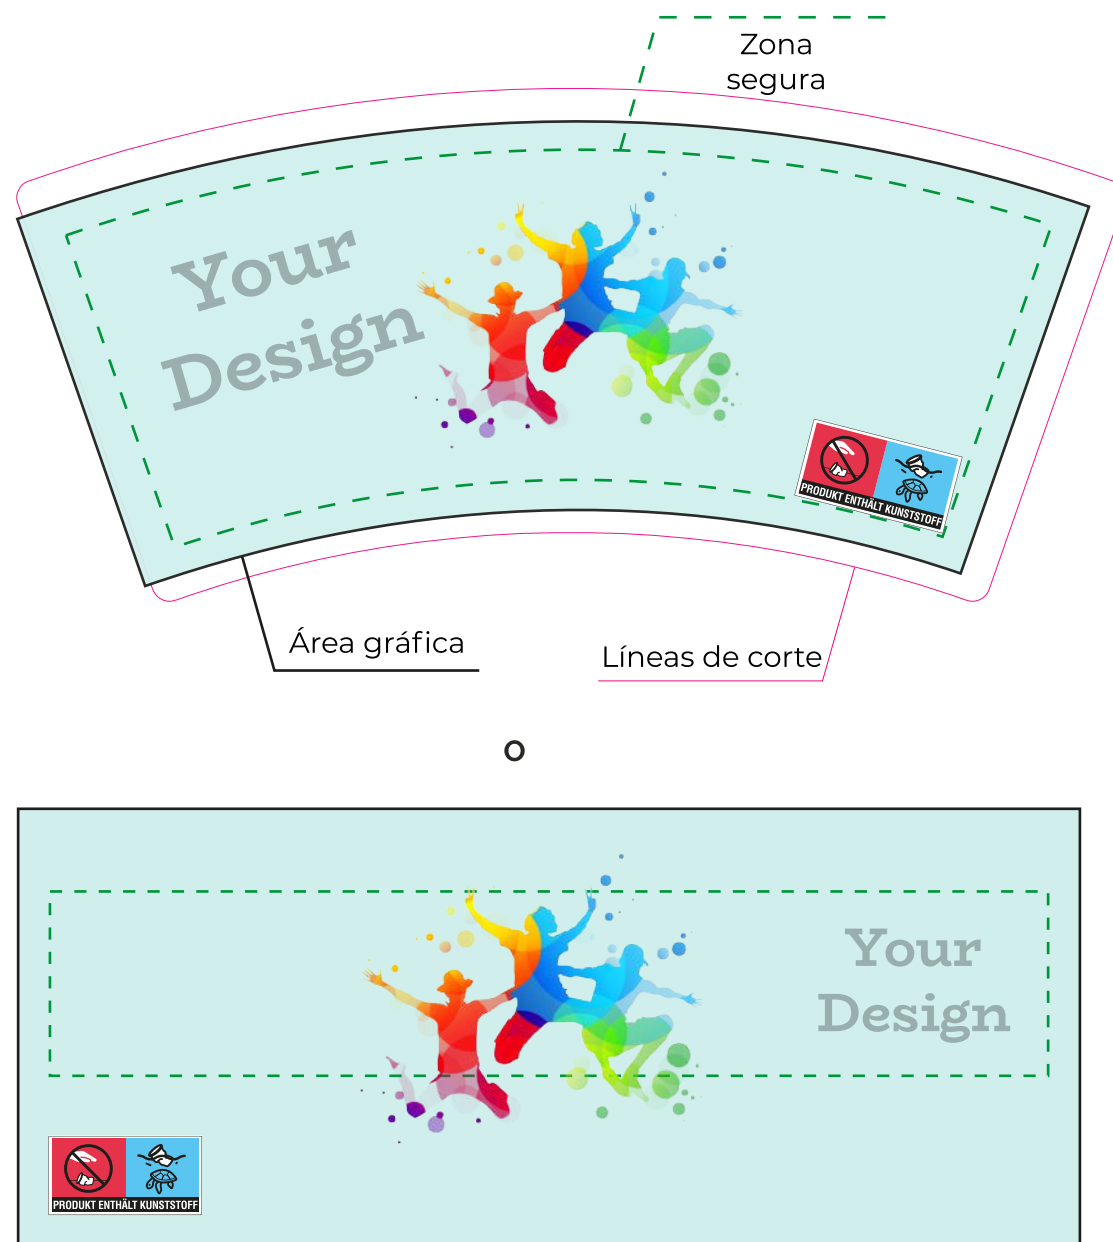 Zona
segura
Your
Design
PRODUKT ENTHÄLT KUNSTSTOFF
Área gráfica
Líneas de corte
o
Your
Design
PRODUKT ENTHÄLT KUNSTSTOFF